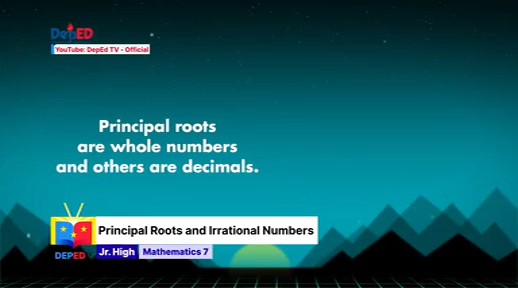 DepED
YouTube: DepEd TV - Official
Principal roots
are whole numbers
and others are decimals.
Principal Roots and Irrational Numbers
DEPED
Jr. High Mathematics 7